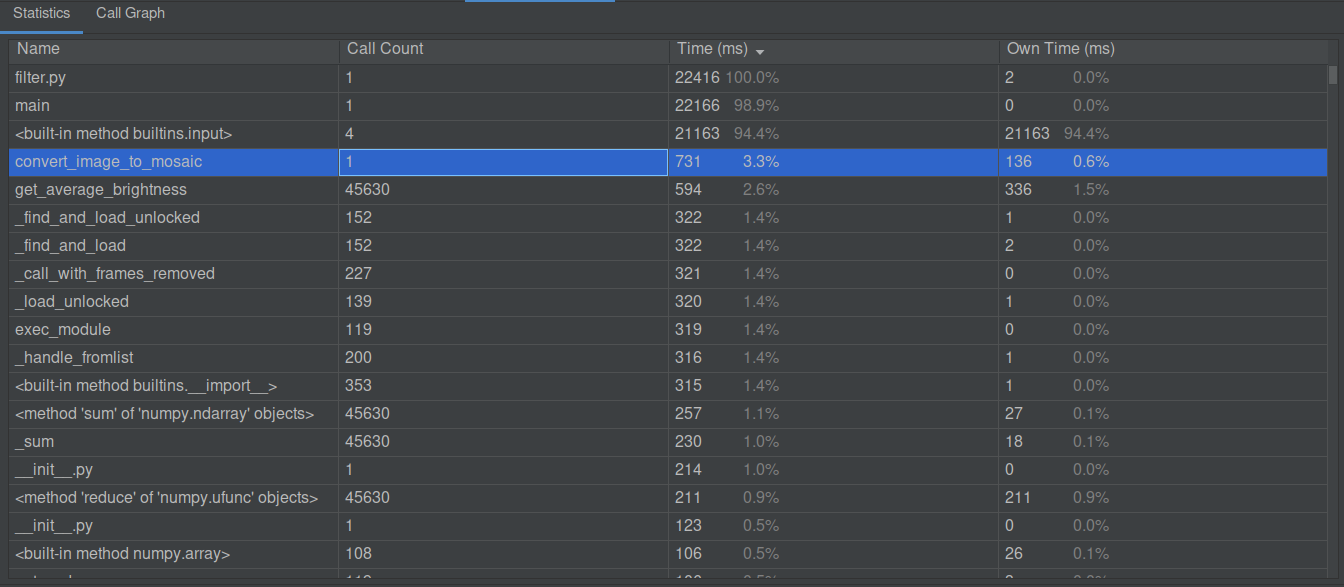 Statistics Call Graph
Name Call Count Time (ms) Own Time (ms)
filter.py 1 22416 100.0% 2 0.0%
main 1 22166 98.9% 0 0.0%
<built-in method builtins.input> 4 21163 94.4% 21163 94.4%
convert_image_to_mosaic 1 731 3.3% 136 0.6%
get_average_brightness 45630 594 2.6% 336 1.5%
_find_and_load_unlocked 152 322 1.4% 1 0.0%
_find_and_load 152 322 1.4% 2 0.0%
_call_with_frames_removed 227 321 1.4% 0 0.0%
_load_unlocked 139 320 1.4% 1 0.0%
exec_module 119 319 1.4% 0 0.0%
_handle_fromlist 200 316 1.4% 1 0.0%
<built-in method builtins.__import__> 353 315 1.4% 1 0.0%
<method 'sum' of 'numpy.ndarray' objects> 45630 257 1.1% 27 0.1%
_sum 45630 230 1.0% 18 0.1%
__init__.py 1 214 1.0% 0 0.0%
<method 'reduce' of 'numpy.ufunc' objects> 45630 211 0.9% 211 0.9%
__init__.py 1 123 0.5% 0 0.0%
<built-in method numpy.array> 108 106 0.5% 26 0.1%